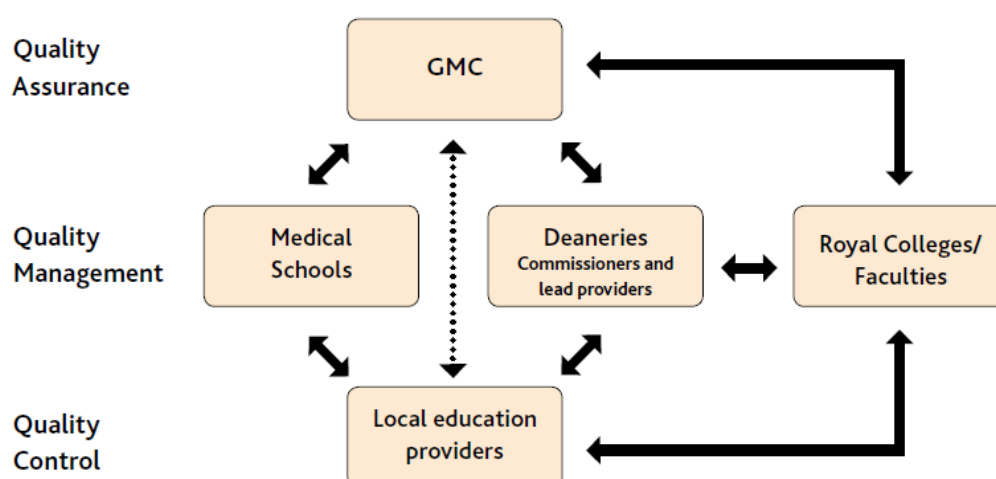 Quality
Assurance
GMC
Quality
Management
Medical
Schools
Deaneries
Commissioners and
lead providers
Royal Colleges/
Faculties
Quality
Control
Local education
providers